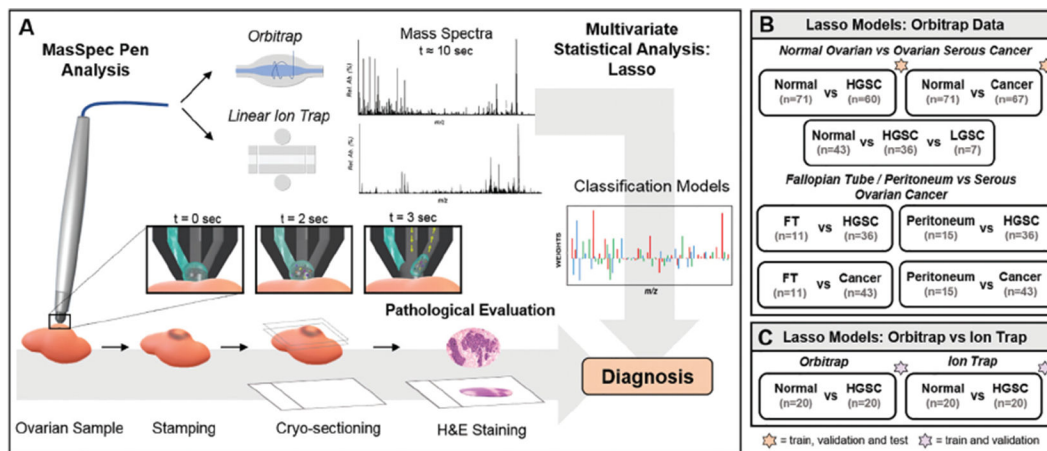 A
MasSpec Pen
Analysis
Orbitrap
Linear Ion Trap
Mass Spectra
t ≈ 10 sec
Rel. Ab. (%)
m/z
Rel. Ab. (%)
m/z
Multivariate
Statistical Analysis:
Lasso
Classification Models
WEIGHTS
m/z
t = 0 sec
t = 2 sec
t = 3 sec
Pathological Evaluation
Diagnosis
Ovarian Sample
Stamping
Cryo-sectioning
H&E Staining
B
Lasso Models: Orbitrap Data
Normal Ovarian vs Ovarian Serous Cancer
Normal vs HGSC
(n=71) (n=60)
Normal vs Cancer
(n=71) (n=67)
Normal vs HGSC vs LGSC
(n=43) (n=36) (n=7)
Fallopian Tube / Peritoneum vs Serous
Ovarian Cancer
FT vs HGSC
(n=11) (n=36)
Peritoneum vs HGSC
(n=15) (n=36)
FT vs Cancer
(n=11) (n=43)
Peritoneum vs Cancer
(n=15) (n=43)
C
Lasso Models: Orbitrap vs Ion Trap
Orbitrap
Normal vs HGSC
(n=20) (n=20)
Ion Trap
Normal vs HGSC
(n=20) (n=20)
= train, validation and test
= train and validation